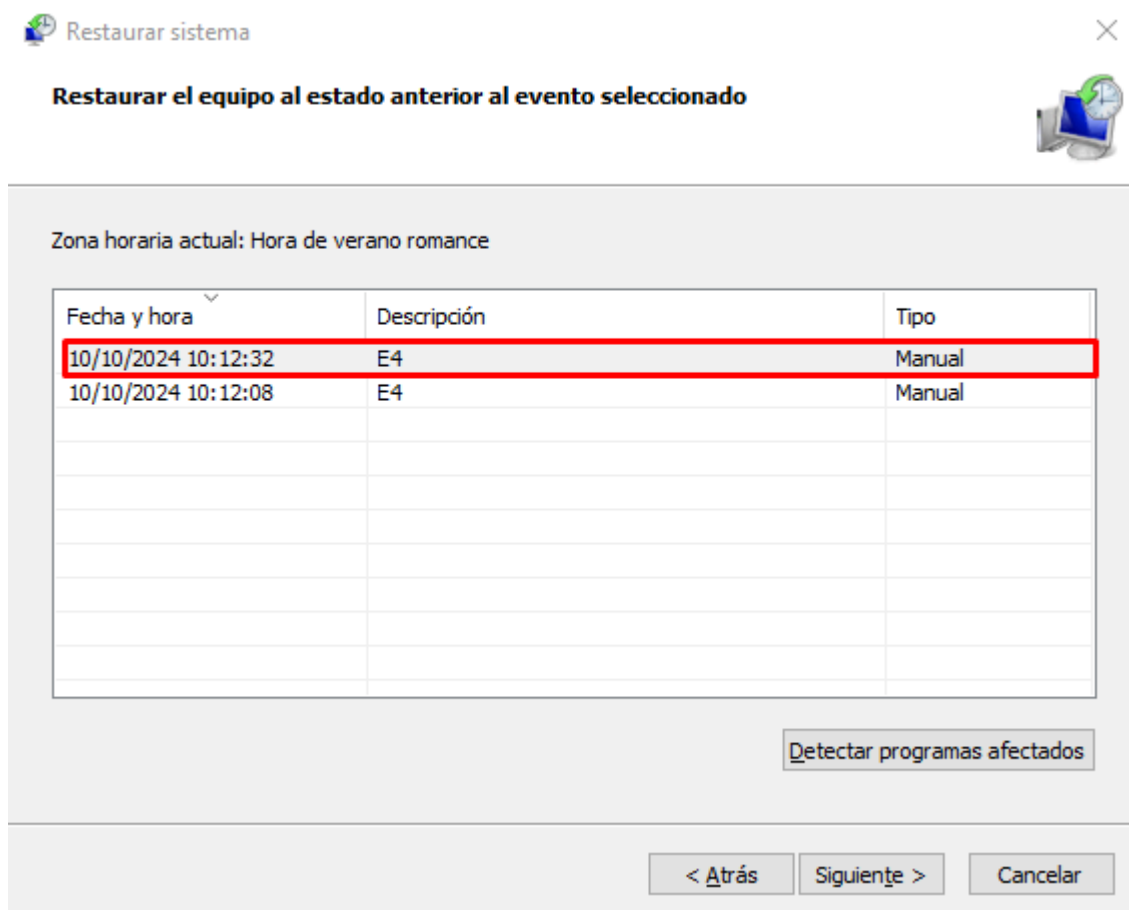 Restaurar sistema
Restaurar el equipo al estado anterior al evento seleccionado
Zona horaria actual: Hora de verano romance
Fecha y hora Descripción Tipo
10/10/2024 10:12:32 E4 Manual
10/10/2024 10:12:08 E4 Manual
Detectar programas afectados
< Atrás Siguiente > Cancelar